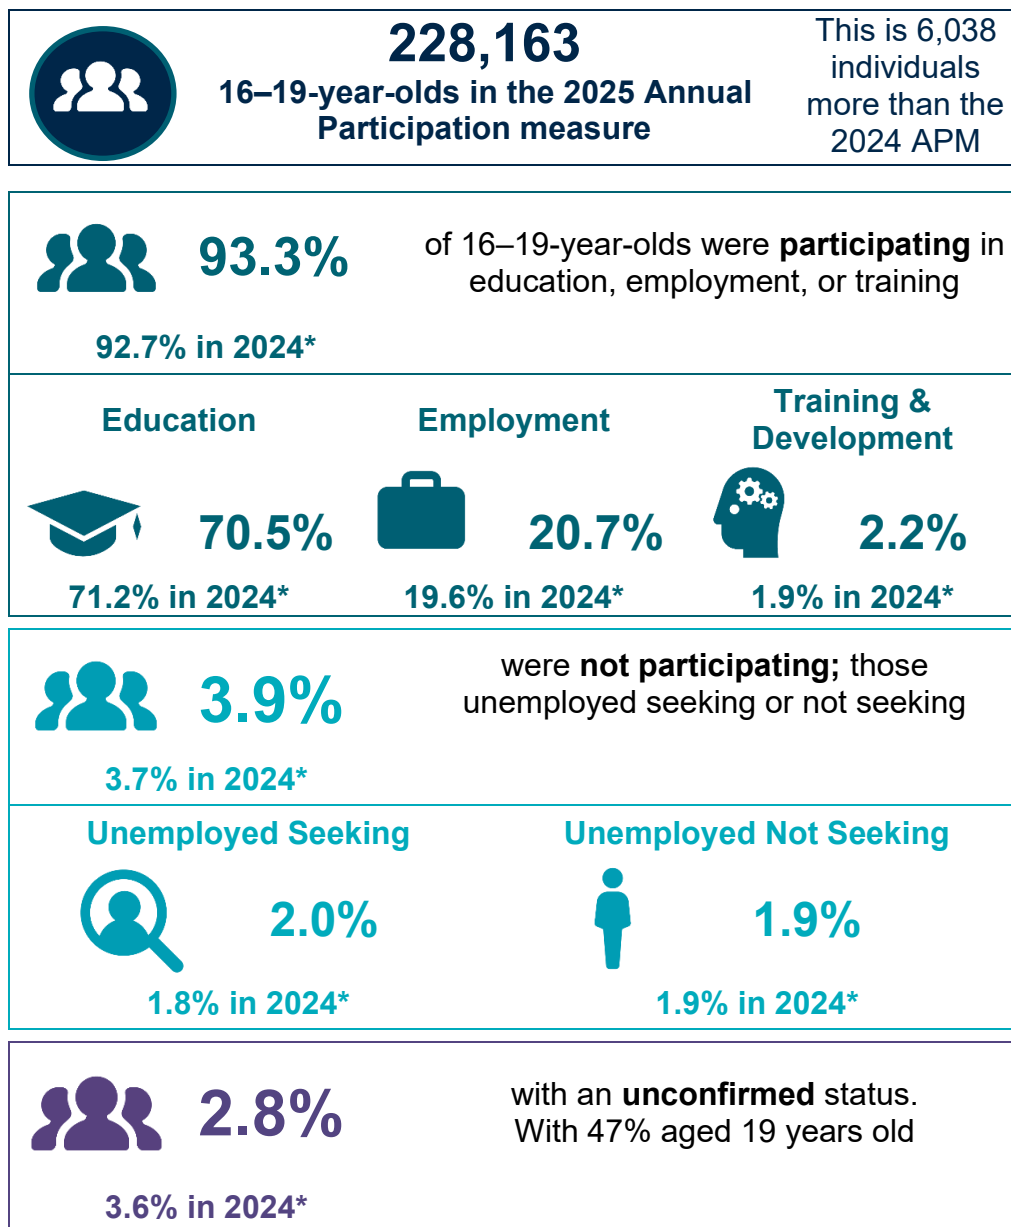 228,163
16–19-year-olds in the 2025 Annual
Participation measure
This is 6,038
individuals
more than the
2024 APM
93.3%
of 16–19-year-olds were participating in
education, employment, or training
92.7% in 2024*
Education
Employment
Training &
Development
70.5%
20.7%
2.2%
71.2% in 2024*
19.6% in 2024*
1.9% in 2024*
3.9%
were not participating; those
unemployed seeking or not seeking
3.7% in 2024*
Unemployed Seeking
Unemployed Not Seeking
2.0%
1.9%
1.8% in 2024*
1.9% in 2024*
2.8%
with an unconfirmed status.
With 47% aged 19 years old
3.6% in 2024*